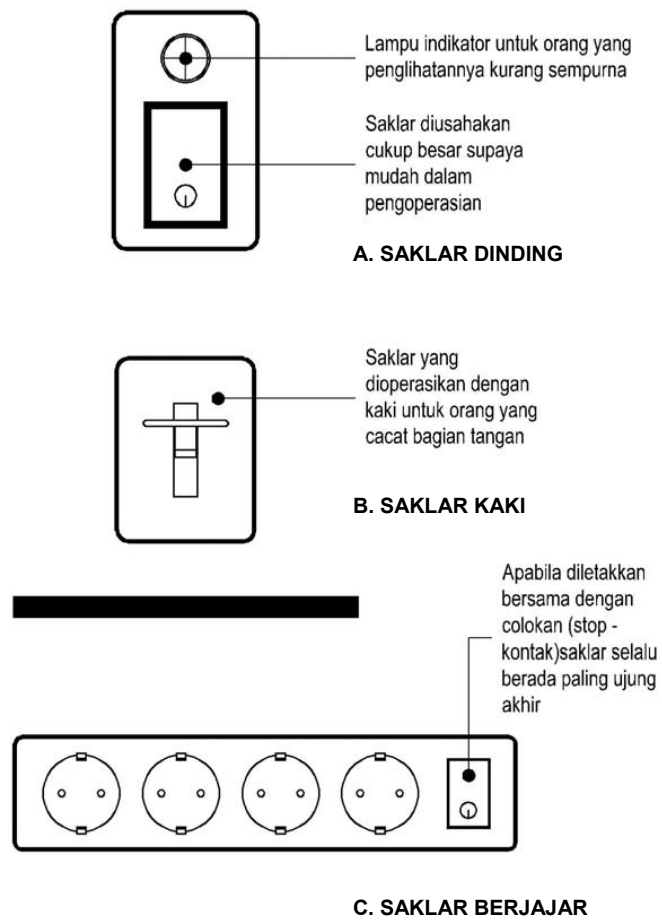 Lampu indikator untuk orang yang
penglihatannya kurang sempurna
Saklar diusahakan
cukup besar supaya
mudah dalam
pengoperasian
A. SAKLAR DINDING
Saklar yang
dioperasikan dengan
kaki untuk orang yang
cacat bagian tangan
B. SAKLAR KAKI
Apabila diletakkan
bersama dengan
colokan (stop -
kontak)saklar selalu
berada paling ujung
akhir
C. SAKLAR BERJAJAR